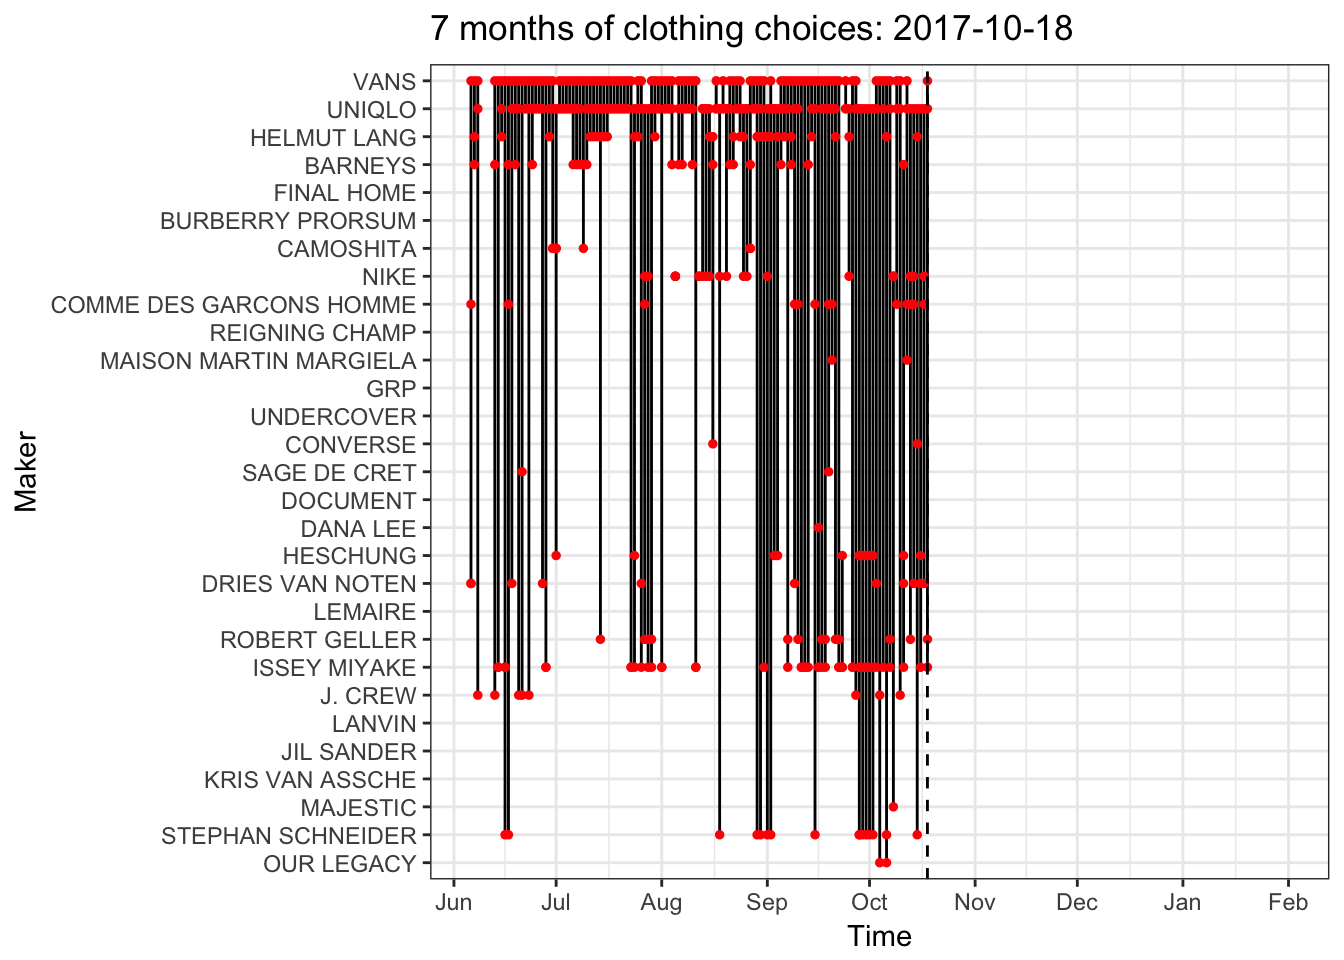 7 months of clothing choices: 2017-10-18
VANS
UNIQLO
HELMUT LANG
BARNEYS
FINAL HOME
BURBERRY PRORSUM
CAMOSHITA
NIKE
COMME DES GARCONS HOMME
REIGNING CHAMP
MAISON MARTIN MARGIELA
GRP
UNDERCOVER
CONVERSE
SAGE DE CRET
DOCUMENT
DANA LEE
HESCHUNG
DRIES VAN NOTEN
LEMAIRE
ROBERT GELLER
ISSEY MIYAKE
J. CREW
LANVIN
JIL SANDER
KRIS VAN ASSCHE
MAJESTIC
STEPHAN SCHNEIDER
OUR LEGACY
Maker
Jun Jul Aug Sep Oct Nov Dec Jan Feb
Time